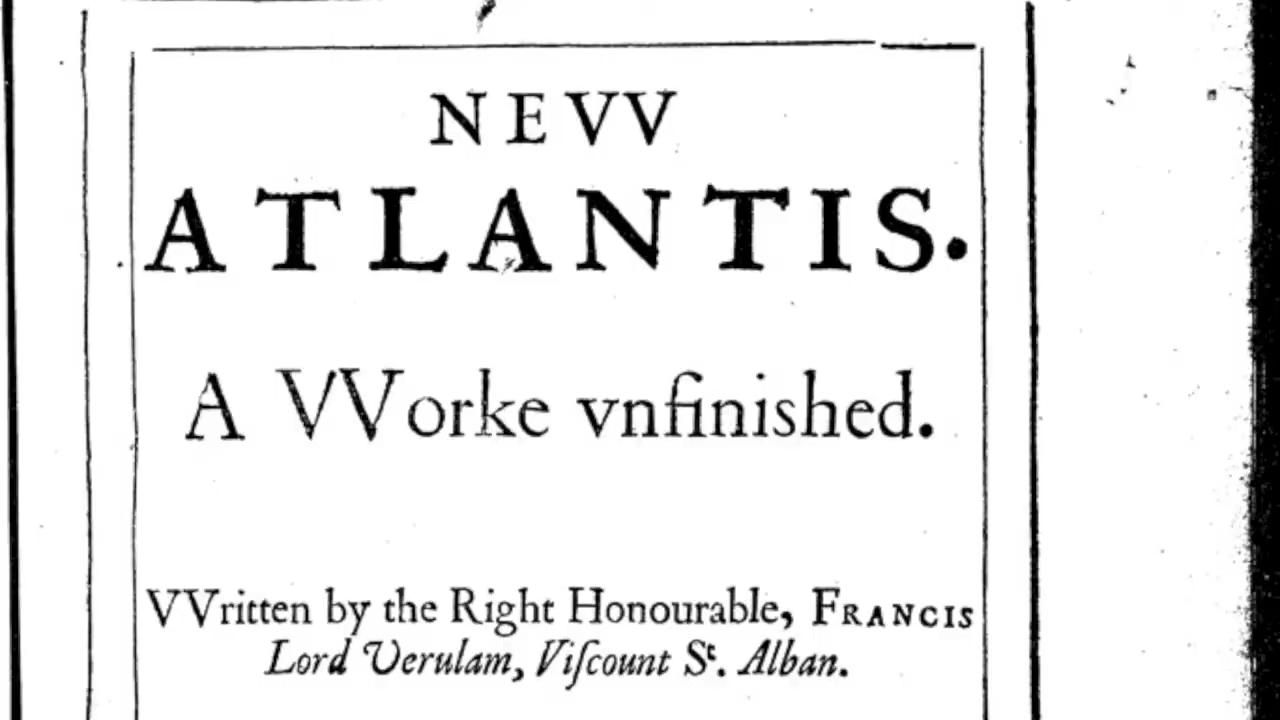 NEVV
ATLANTIS.
A VVorke vnfinished.
VVritten by the Right Honourable, FRANCIS
Lord Verulam, Viſcount Sᵗ. Alban.